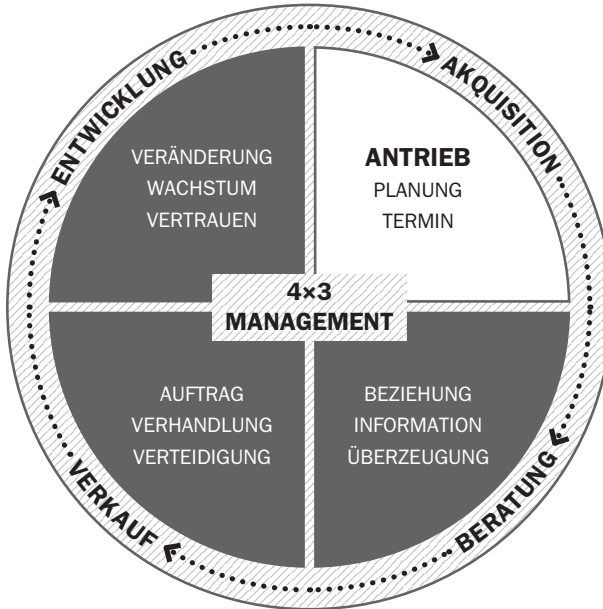 ENTWICKLUNG
AKQUISITION
VERÄNDERUNG
WACHSTUM
VERTRAUEN
ANTRIEB
PLANUNG
TERMIN
4×3
MANAGEMENT
AUFTRAG
VERHANDLUNG
VERTEIDIGUNG
BEZIEHUNG
INFORMATION
ÜBERZEUGUNG
VERKAUF
BERATUNG